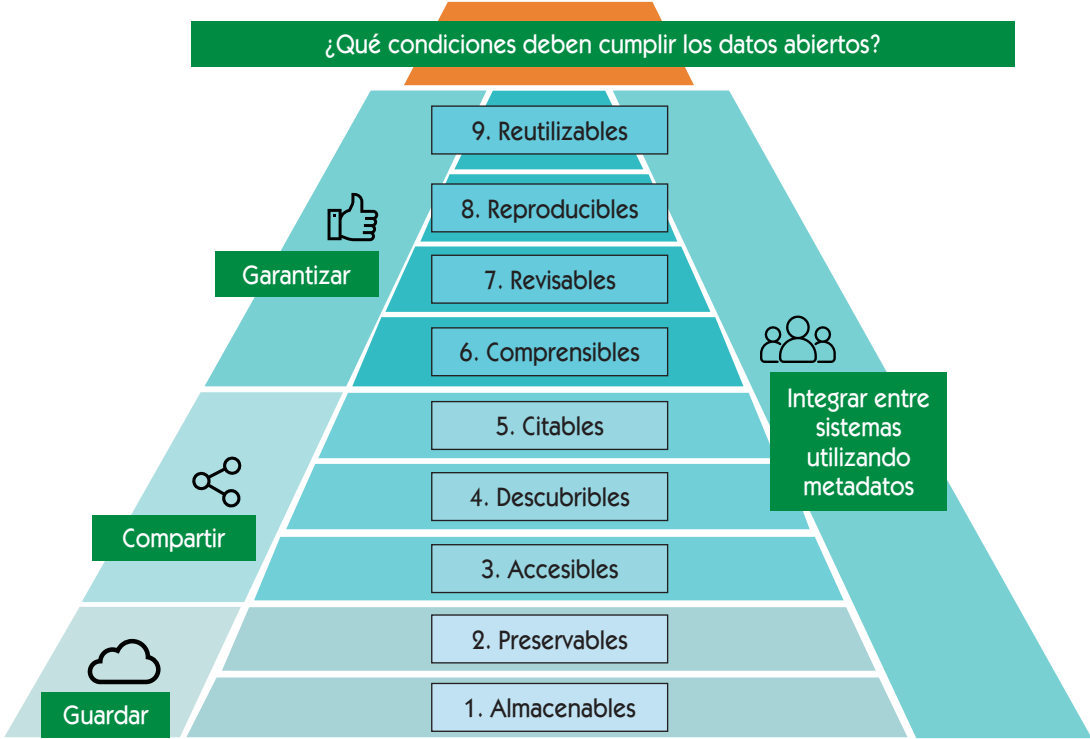 ¿Qué condiciones deben cumplir los datos abiertos?
9. Reutilizables
8. Reproducibles
Garantizar
7. Revisables
6. Comprensibles
Integrar entre
sistemas
utilizando
metadatos
5. Citables
4. Descubribles
Compartir
3. Accesibles
2. Preservables
Guardar
1. Almacenables